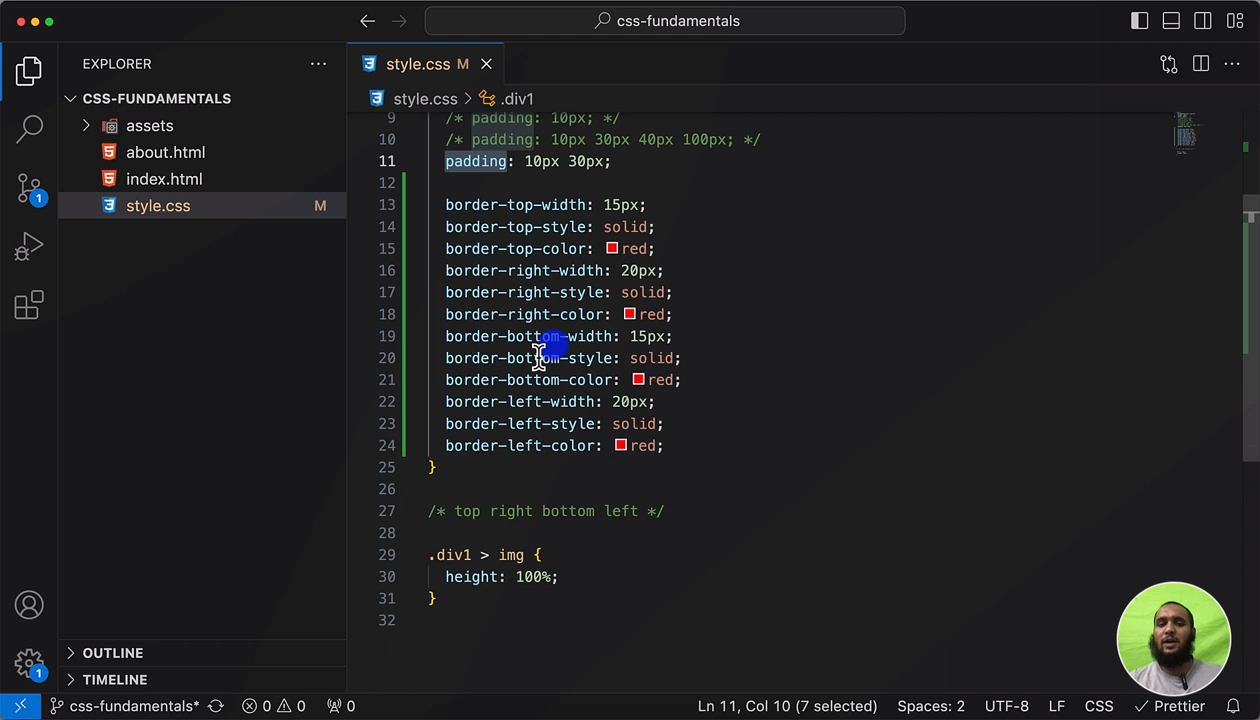 css-fundamentals
EXPLORER
CSS-FUNDAMENTALS
assets
about.html
index.html
style.css M
OUTLINE
TIMELINE
style.css M
style.css > .div1
9 /* padding: 10px; */
10 /* padding: 10px 30px 40px 100px; */
11 padding: 10px 30px;
12
13 border-top-width: 15px;
14 border-top-style: solid;
15 border-top-color: red;
16 border-right-width: 20px;
17 border-right-style: solid;
18 border-right-color: red;
19 border-bottom-width: 15px;
20 border-bottom-style: solid;
21 border-bottom-color: red;
22 border-left-width: 20px;
23 border-left-style: solid;
24 border-left-color: red;
25 }
26
27 /* top right bottom left */
28
29 .div1 > img {
30 height: 100%;
31 }
32
1
1
css-fundamentals* 0 0 0 Ln 11, Col 10 (7 selected) Spaces: 2 UTF-8 LF CSS Prettier